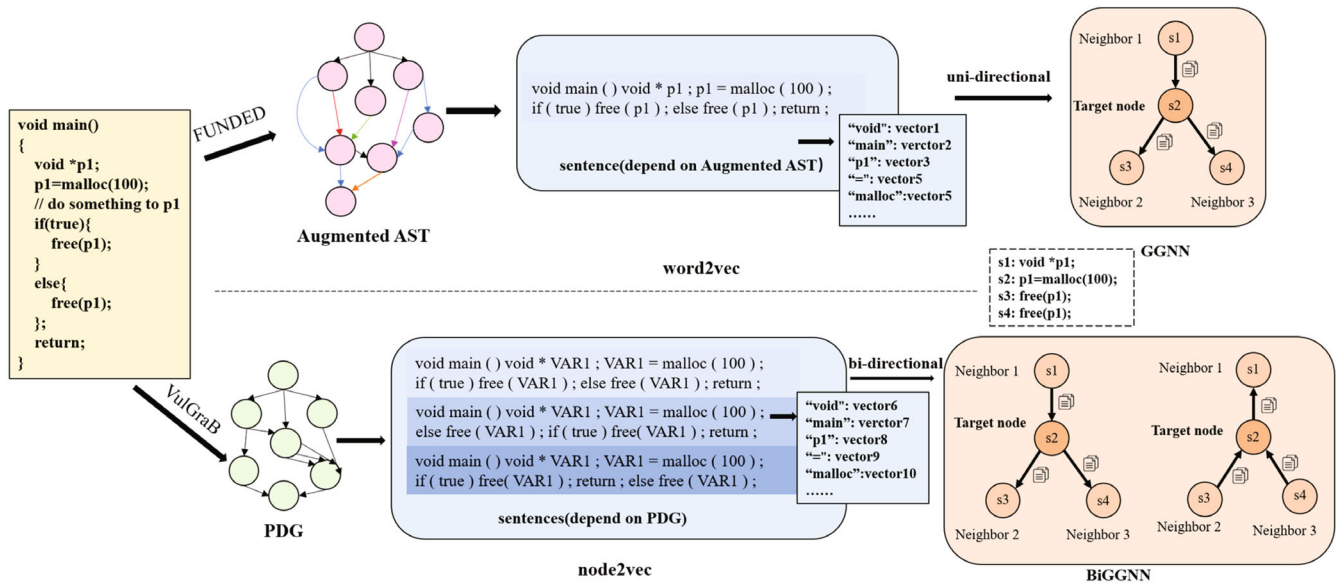 void main()
{
void *p1;
p1=malloc(100);
// do something to p1
if(true){
free(p1);
}
else{
free(p1);
};
return;
}
FUNDED
Augmented AST
void main ( ) void * p1 ; p1 = malloc ( 100 ) ;
if ( true ) free ( p1 ) ; else free ( p1 ) ; return ;
sentence(depend on Augmented AST)
“void": vector1
“main”: verctor2
“p1”: vector3
“=": vector5
“malloc”:vector5
……
uni-directional
Neighbor 1
s1
Target node
s2
s3
s4
Neighbor 2
Neighbor 3
GGNN
word2vec
s1: void *p1;
s2: p1=malloc(100);
s3: free(p1);
s4: free(p1);
VulGraB
PDG
void main ( ) void * VAR1 ; VAR1 = malloc ( 100 ) ;
if ( true ) free ( VAR1 ) ; else free ( VAR1 ) ; return ;
void main ( ) void * VAR1 ; VAR1 = malloc ( 100 ) ;
else free ( VAR1 ) ; if ( true ) free( VAR1 ) ; return ;
void main ( ) void * VAR1 ; VAR1 = malloc ( 100 ) ;
if ( true ) free( VAR1 ) ; return ; else free ( VAR1 ) ;
sentences(depend on PDG)
“void": vector6
“main”: verctor7
“p1”: vector8
“=": vector9
“malloc”:vector10
……
node2vec
bi-directional
Neighbor 1
s1
Target node
s2
s3
s4
Neighbor 2
Neighbor 3
Neighbor 1
s1
Target node
s2
s3
s4
Neighbor 2
Neighbor 3
BiGGNN